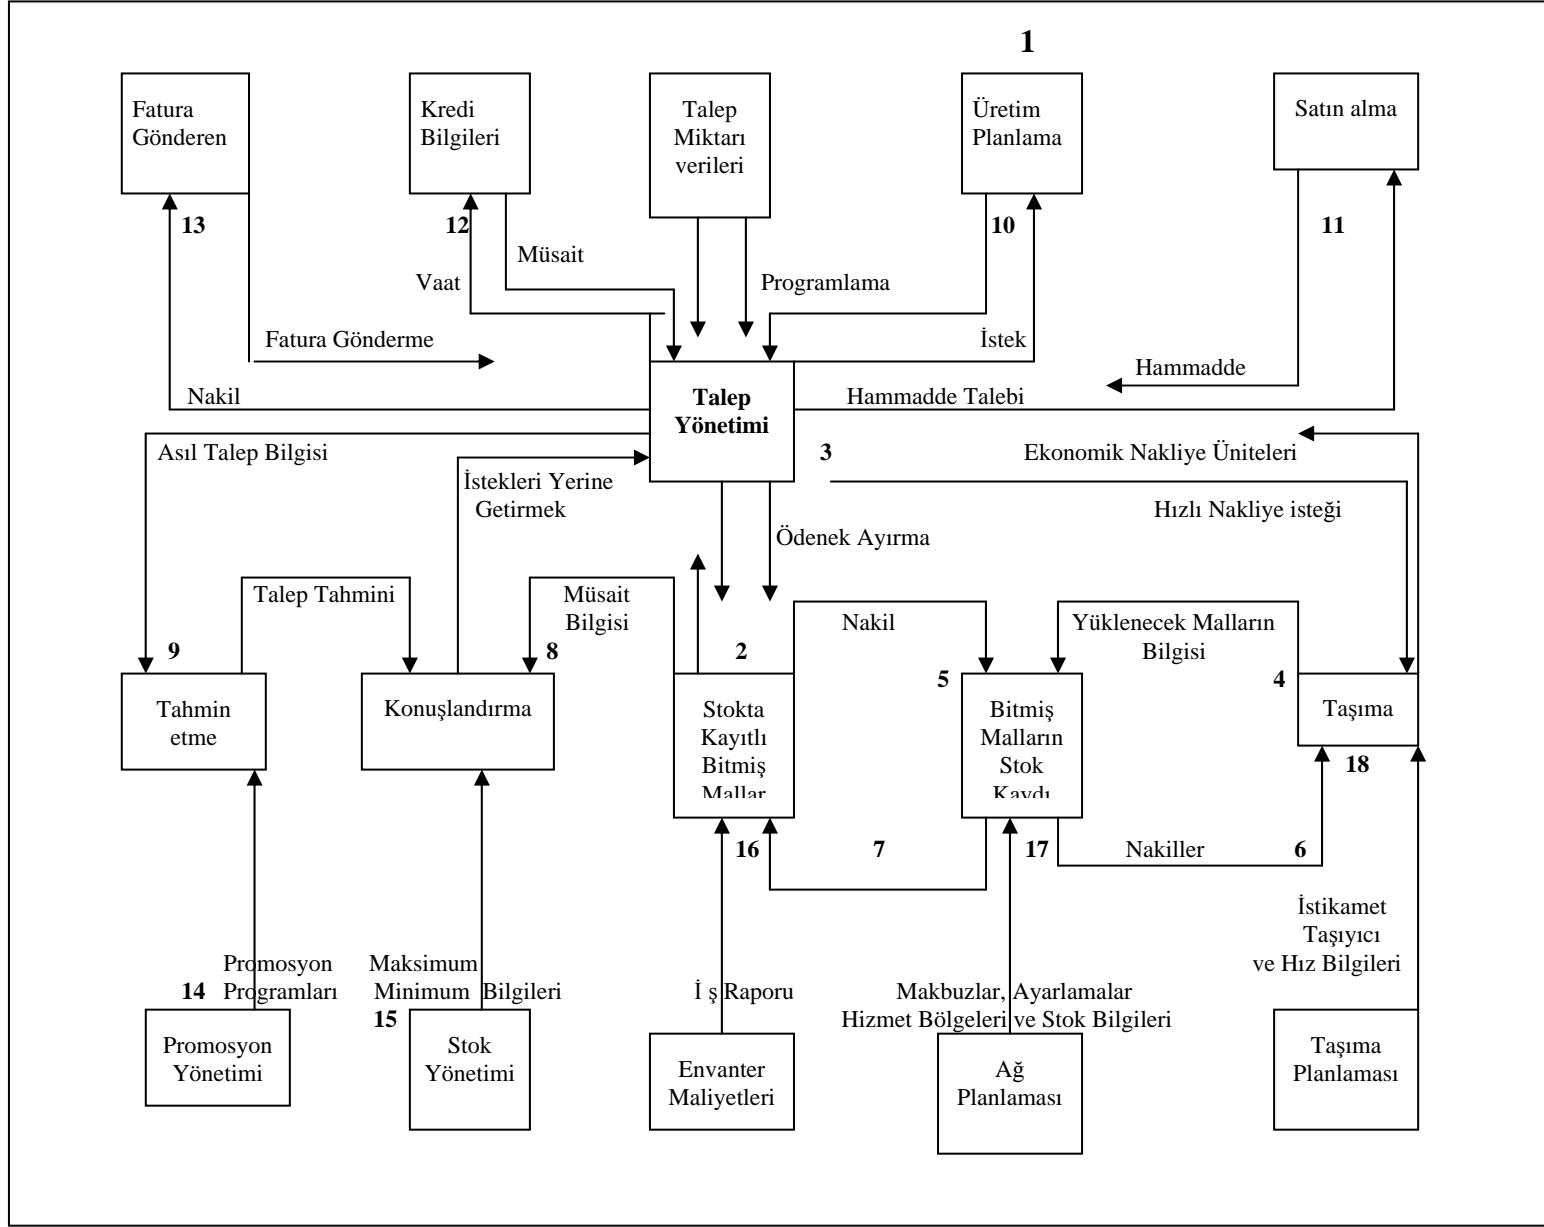 1
Fatura
Gönderen
Kredi
Bilgileri
Talep
Miktarı
verileri
Üretim
Planlama
Satın alma
13
12
10
11
Müsait
Vaat
Programlama
Fatura Gönderme
İstek
Hammadde
Nakil
Talep
Yönetimi
Hammadde Talebi
Asıl Talep Bilgisi
3
Ekonomik Nakliye Üniteleri
İstekleri Yerine
Getirmek
Hızlı Nakliye isteği
Ödenek Ayırma
Talep Tahmini
Müsait
Bilgisi
Nakil
Yüklenecek Malların
Bilgisi
9
8
2
5
4
Tahmin
etme
Konuşlandırma
Stokta
Kayıtlı
Bitmiş
Mallar
Bitmiş
Malların
Stok
Kaydı
Taşıma
18
16
7
17
Nakiller
6
İstikamet
Taşıyıcı
ve Hız Bilgileri
Promosyon
14 Programları
Maksimum
Minimum Bilgileri
15
İ ş Raporu
Makbuzlar, Ayarlamalar
Hizmet Bölgeleri ve Stok Bilgileri
Promosyon
Yönetimi
Stok
Yönetimi
Envanter
Maliyetleri
Ağ
Planlaması
Taşıma
Planlaması